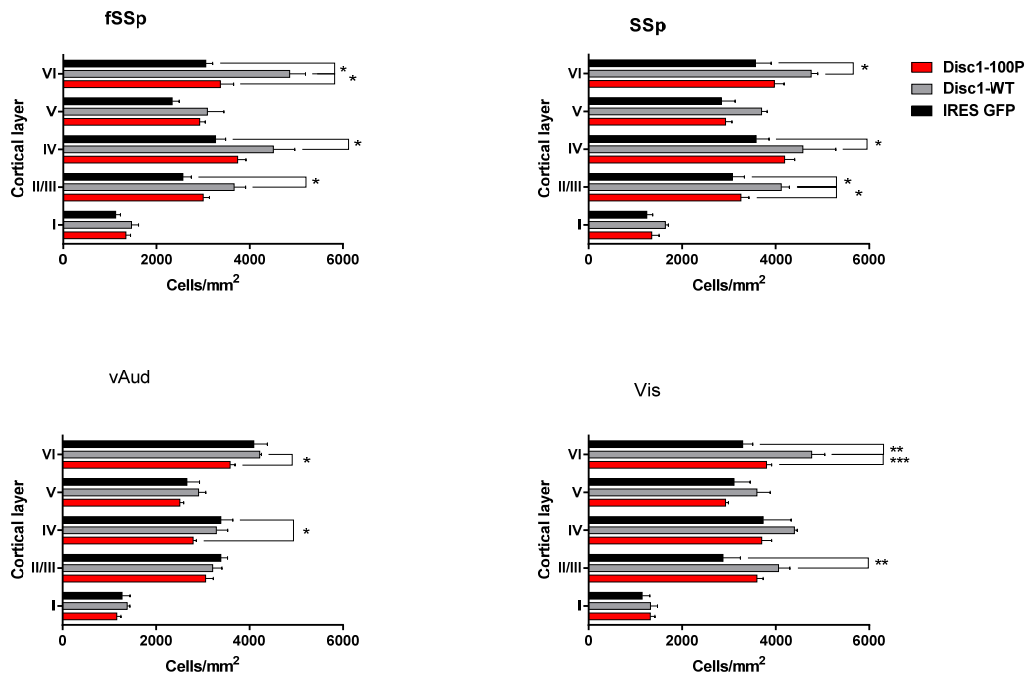 fSSp
VI
V
IV
II/III
I
Cortical layer
*
*
*
*
0 2000 4000 6000
Cells/mm2
SSp
VI
V
IV
II/III
I
Cortical layer
*
*
*
*
0 2000 4000 6000
Cells/mm2
Disc1-100P
Disc1-WT
IRES GFP
vAud
VI
V
IV
II/III
I
Cortical layer
*
*
0 2000 4000 6000
Cells/mm2
Vis
VI
V
IV
II/III
I
Cortical layer
**
***
**
0 2000 4000 6000
Cells/mm2